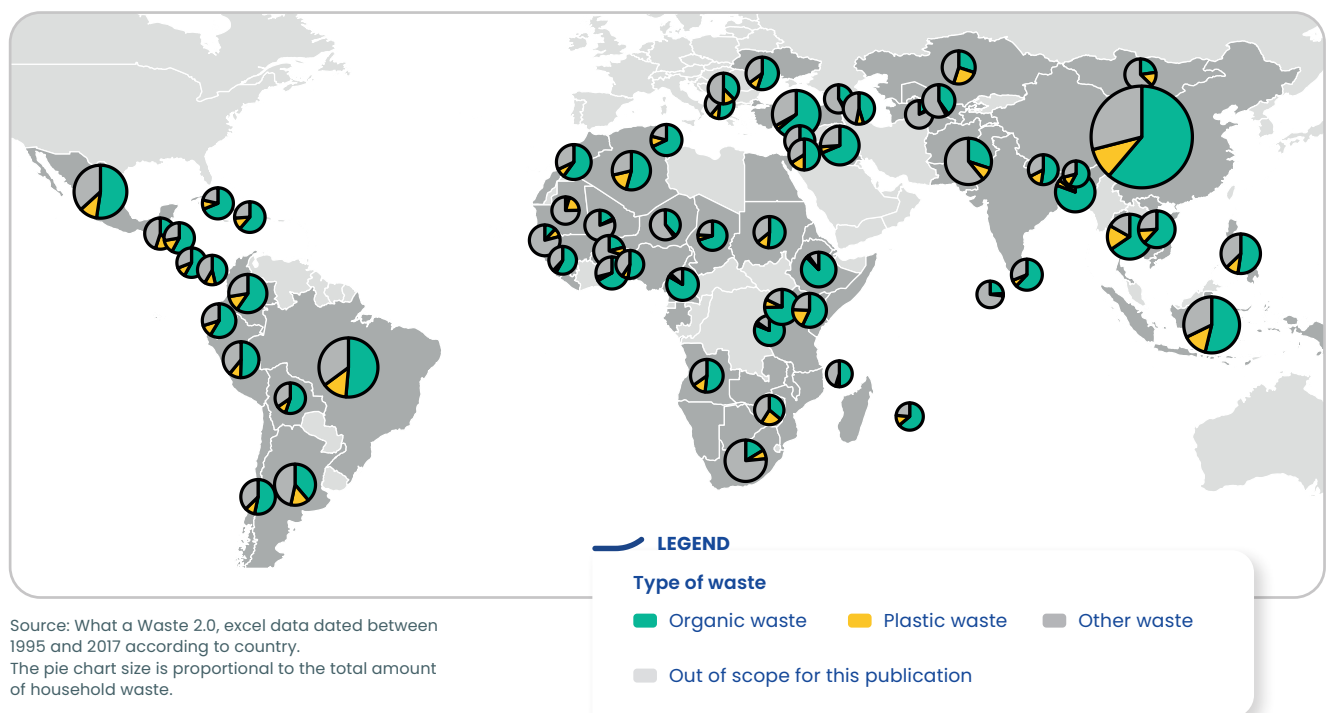 LEGEND
Type of waste
Organic waste
Plastic waste
Other waste
Out of scope for this publication
Source: What a Waste 2.0, excel data dated between
1995 and 2017 according to country.
The pie chart size is proportional to the total amount
of household waste.